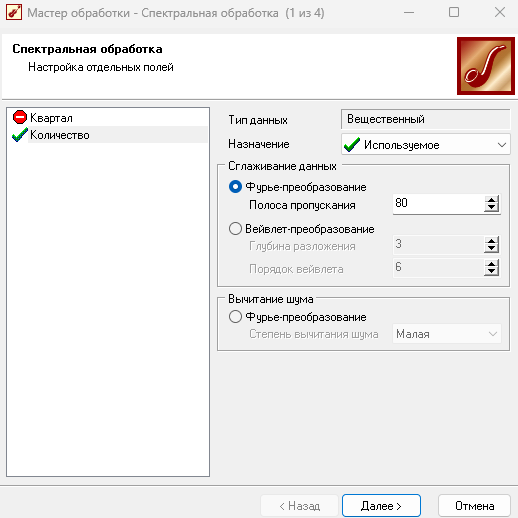 Мастер обработки - Спектральная обработка (1 из 4)
Спектральная обработка
Настройка отдельных полей
Квартал
Количество
Тип данных
Вещественный
Назначение
Используемое
Сглаживание данных
Фурье-преобразование
Полоса пропускания
80
Вейвлет-преобразование
Глубина разложения
3
Порядок вейвлета
6
Вычитание шума
Фурье-преобразование
Степень вычитания шума
Малая
< Назад
Далее >
Отмена